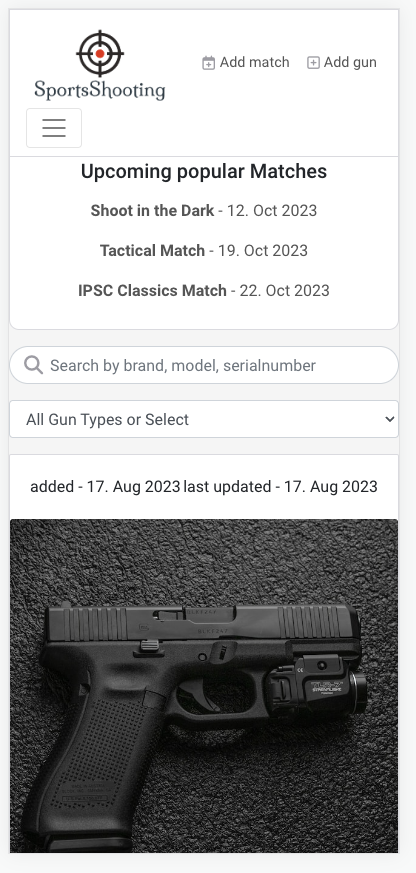 SportsShooting
Add match
Add gun
Upcoming popular Matches
Shoot in the Dark - 12. Oct 2023
Tactical Match - 19. Oct 2023
IPSC Classics Match - 22. Oct 2023
Search by brand, model, serialnumber
All Gun Types or Select
added - 17. Aug 2023 last updated - 17. Aug 2023
STREAMLIGHT